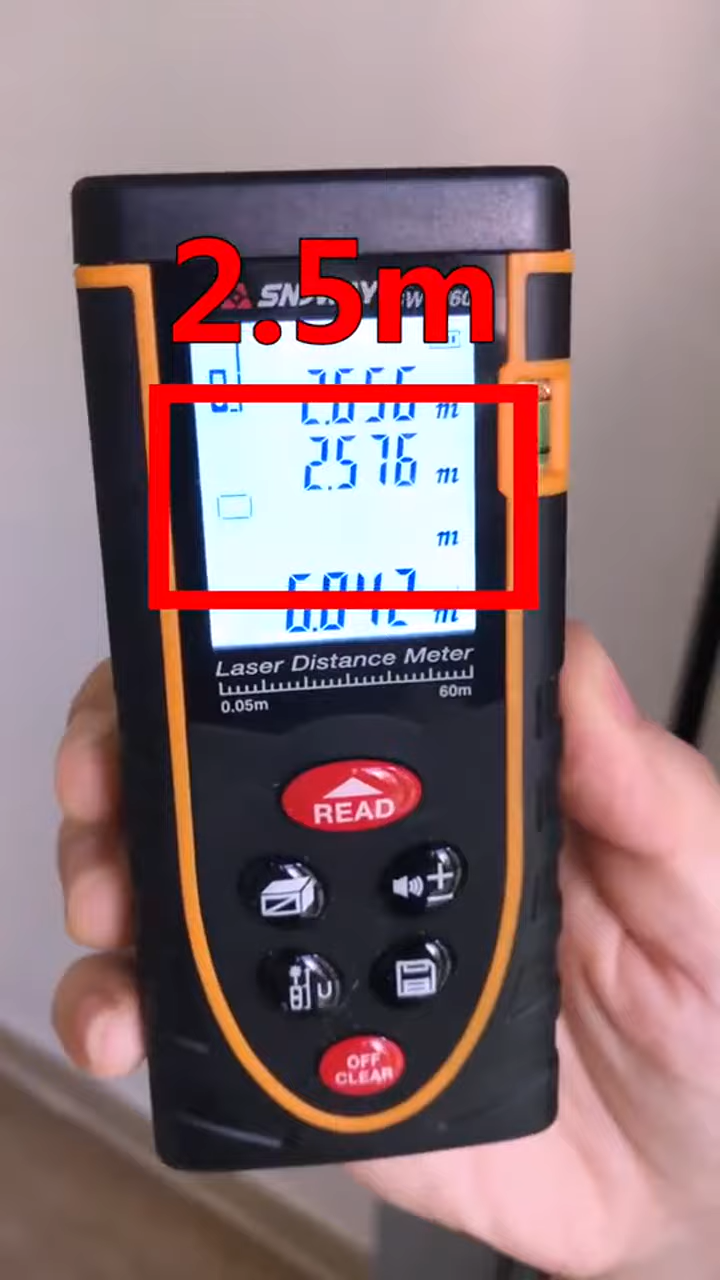 2.5m
2.656 m
2.576 m
m
6.842 m
Laser Distance Meter
0.05m 60m
READ
U
OFF
CLEAR